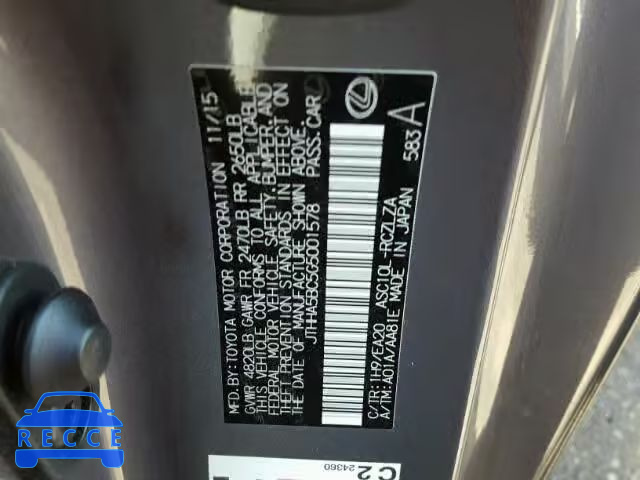 MFD.BY:TOYOTA MOTOR CORPORATION 11/15
GVWR 4820LB GAWR FR 2470LB RR 2650LB
THIS VEHICLE CONFORMS TO ALL APPLICABLE
FEDERAL MOTOR VEHICLE SAFETY,BUMPER,AND
THEFT PREVENTION STANDARDS IN EFFECT ON
THE DATE OF MANUFACTURE SHOWN ABOVE.
JTHHA5BC5G5001578 PASS.CAR
C/TR:1H9/EA20 ASC10L-RCZLZA
A/TM:A01A/AA81E MADE IN JAPAN 583 A
C2
24360
RECE